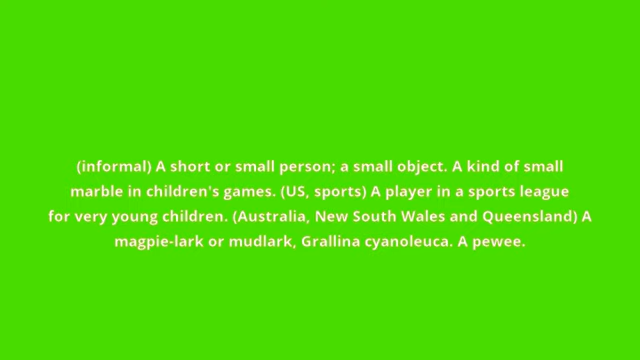 (informal) A short or small person; a small object. A kind of small
marble in children's games. (US, sports) A player in a sports league
for very young children. (Australia, New South Wales and Queensland) A
magpie-lark or mudlark, Grallina cyanoleuca. A pewee.